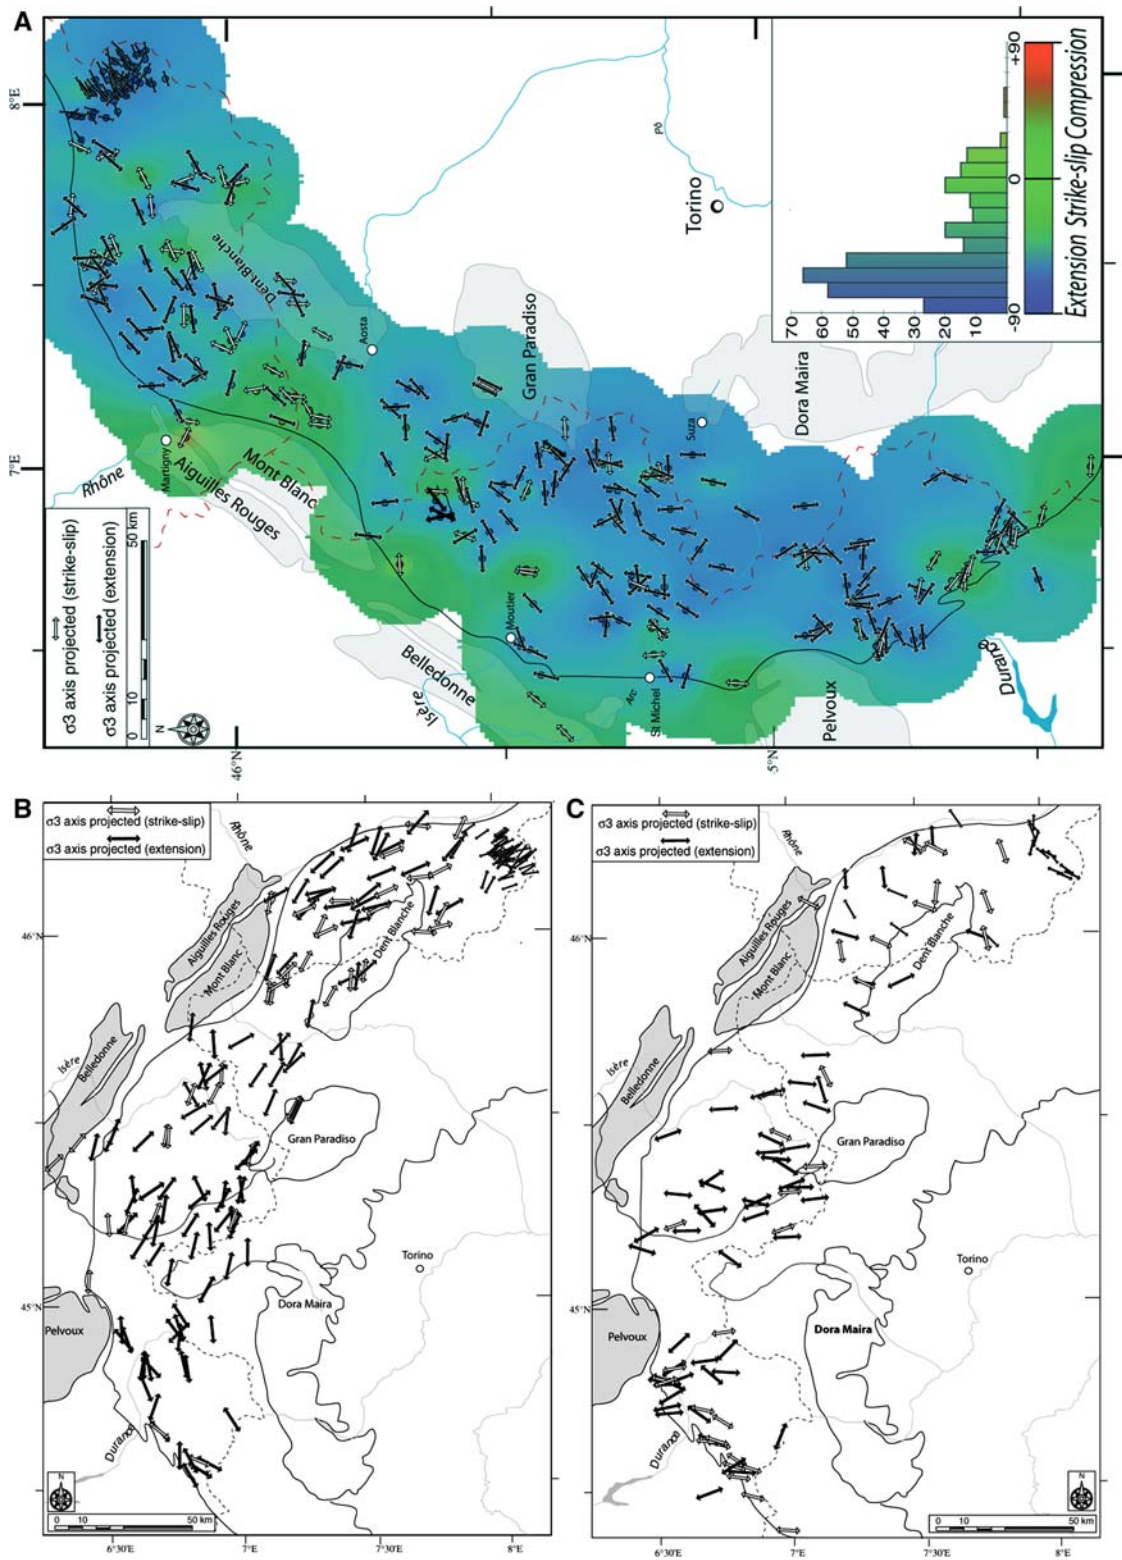 A
8°E
7°E
46°N
5°N
Rhône
Martigny
Aiguilles Rouges
Mont Blanc
Dent Blanche
Aosta
Gran Paradiso
Torino
Pô
Suza
Dora Maira
Moutier
Belledonne
Isère
Arc
St Michel
Pelvoux
Durance
σ3 axis projected (strike-slip)
σ3 axis projected (extension)
0 10 50 km
N
70 60 50 40 30 20 10
-90 0 +90
Extension Strike-slip Compression
B
σ3 axis projected (strike-slip)
σ3 axis projected (extension)
Rhône
Aiguilles Rouges
Mont Blanc
Dent Blanche
46°N
Isère
Belledonne
Gran Paradiso
Torino
45°N
Dora Maira
Pelvoux
Durance
N
0 10 50 km
6°30'E 7°E 7°30'E 8°E
C
σ3 axis projected (strike-slip)
σ3 axis projected (extension)
Rhône
Aiguilles Rouges
Mont Blanc
Dent Blanche
46°N
Isère
Belledonne
Gran Paradiso
Torino
45°N
Dora Maira
Pelvoux
Durance
N
0 10 50 km
6°30'E 7°E 7°30'E 8°E